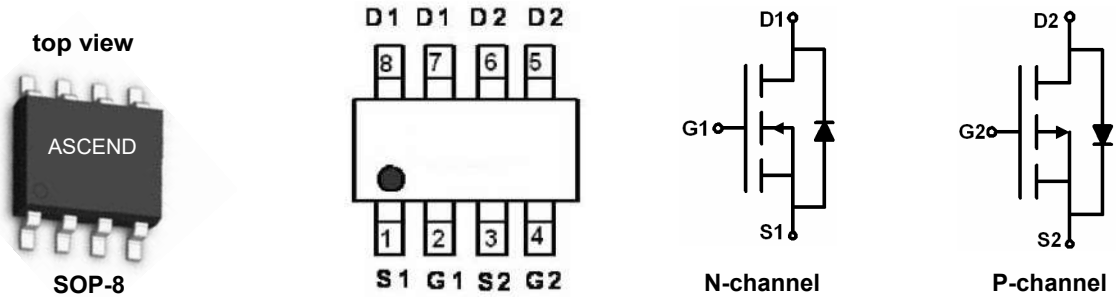 top view
ASCEND
SOP-8
D1 D1 D2 D2
8 7 6 5
1 2 3 4
S1 G1 S2 G2
D1
G1
S1
N-channel
D2
G2
S2
P-channel